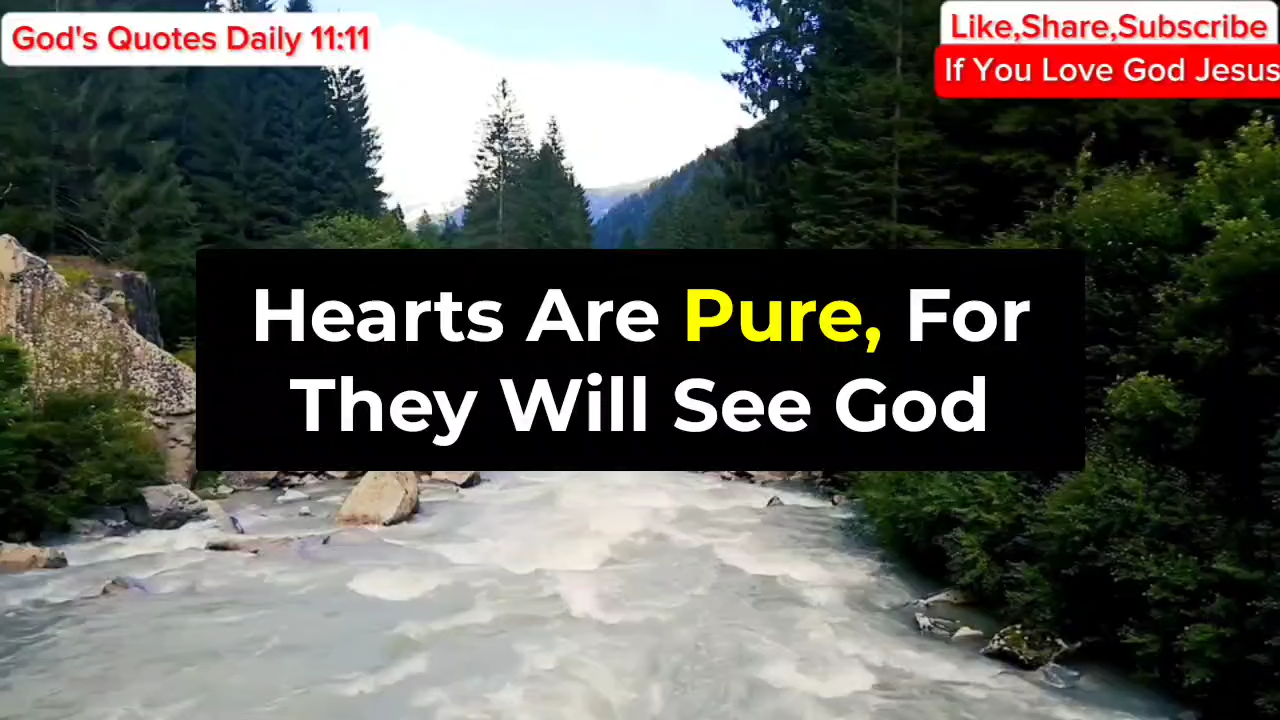 God's Quotes Daily 11:11
Like,Share,Subscribe
If You Love God Jesus
Hearts Are Pure, For
They Will See God